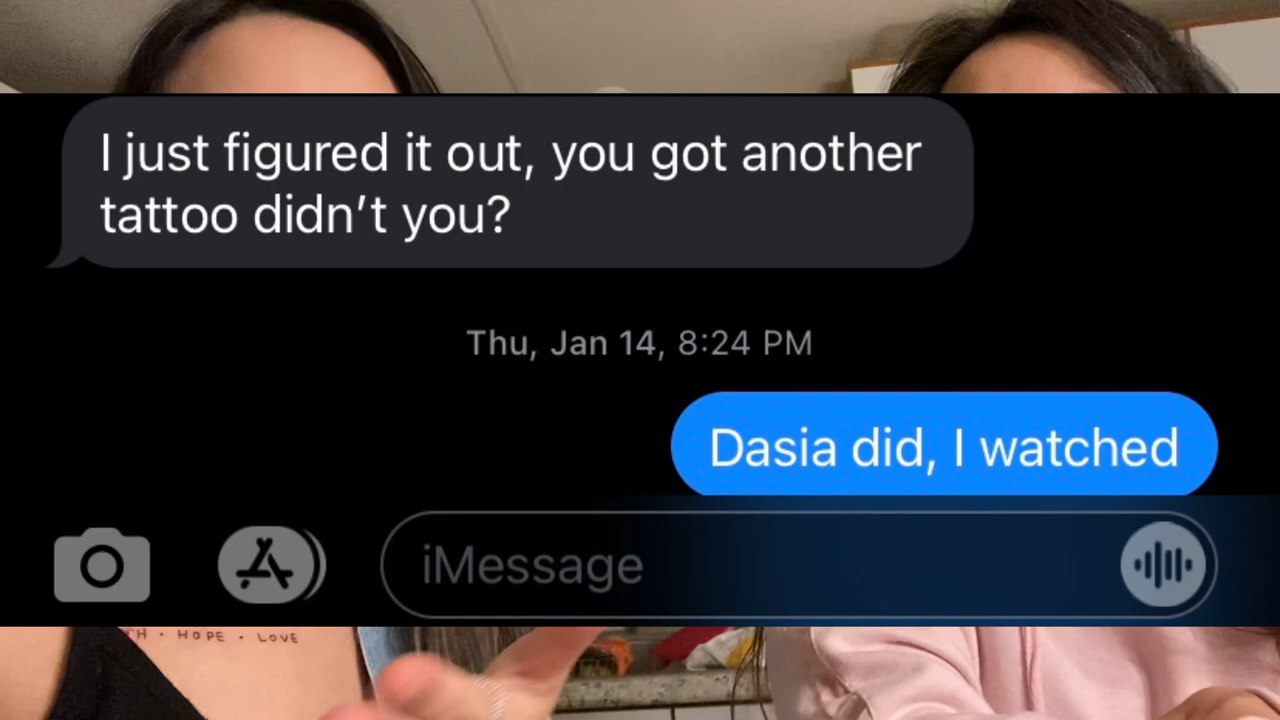 I just figured it out, you got another
tattoo didn’t you?
Thu, Jan 14, 8:24 PM
Dasia did, I watched
iMessage
H · HOPE · LOVE